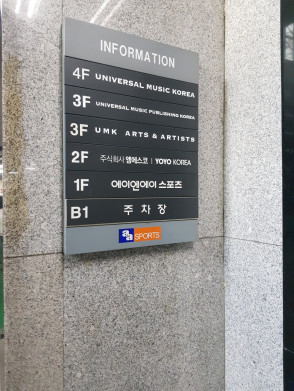 INFORMATION
4F UNIVERSAL MUSIC KOREA
3F UNIVERSAL MUSIC PUBLISHING KOREA
3F UMK ARTS & ARTISTS
2F 주식회사 엠에스코 | YOYO KOREA
1F 에이엔에이 스포츠
B1 주 차 장
SPORTS